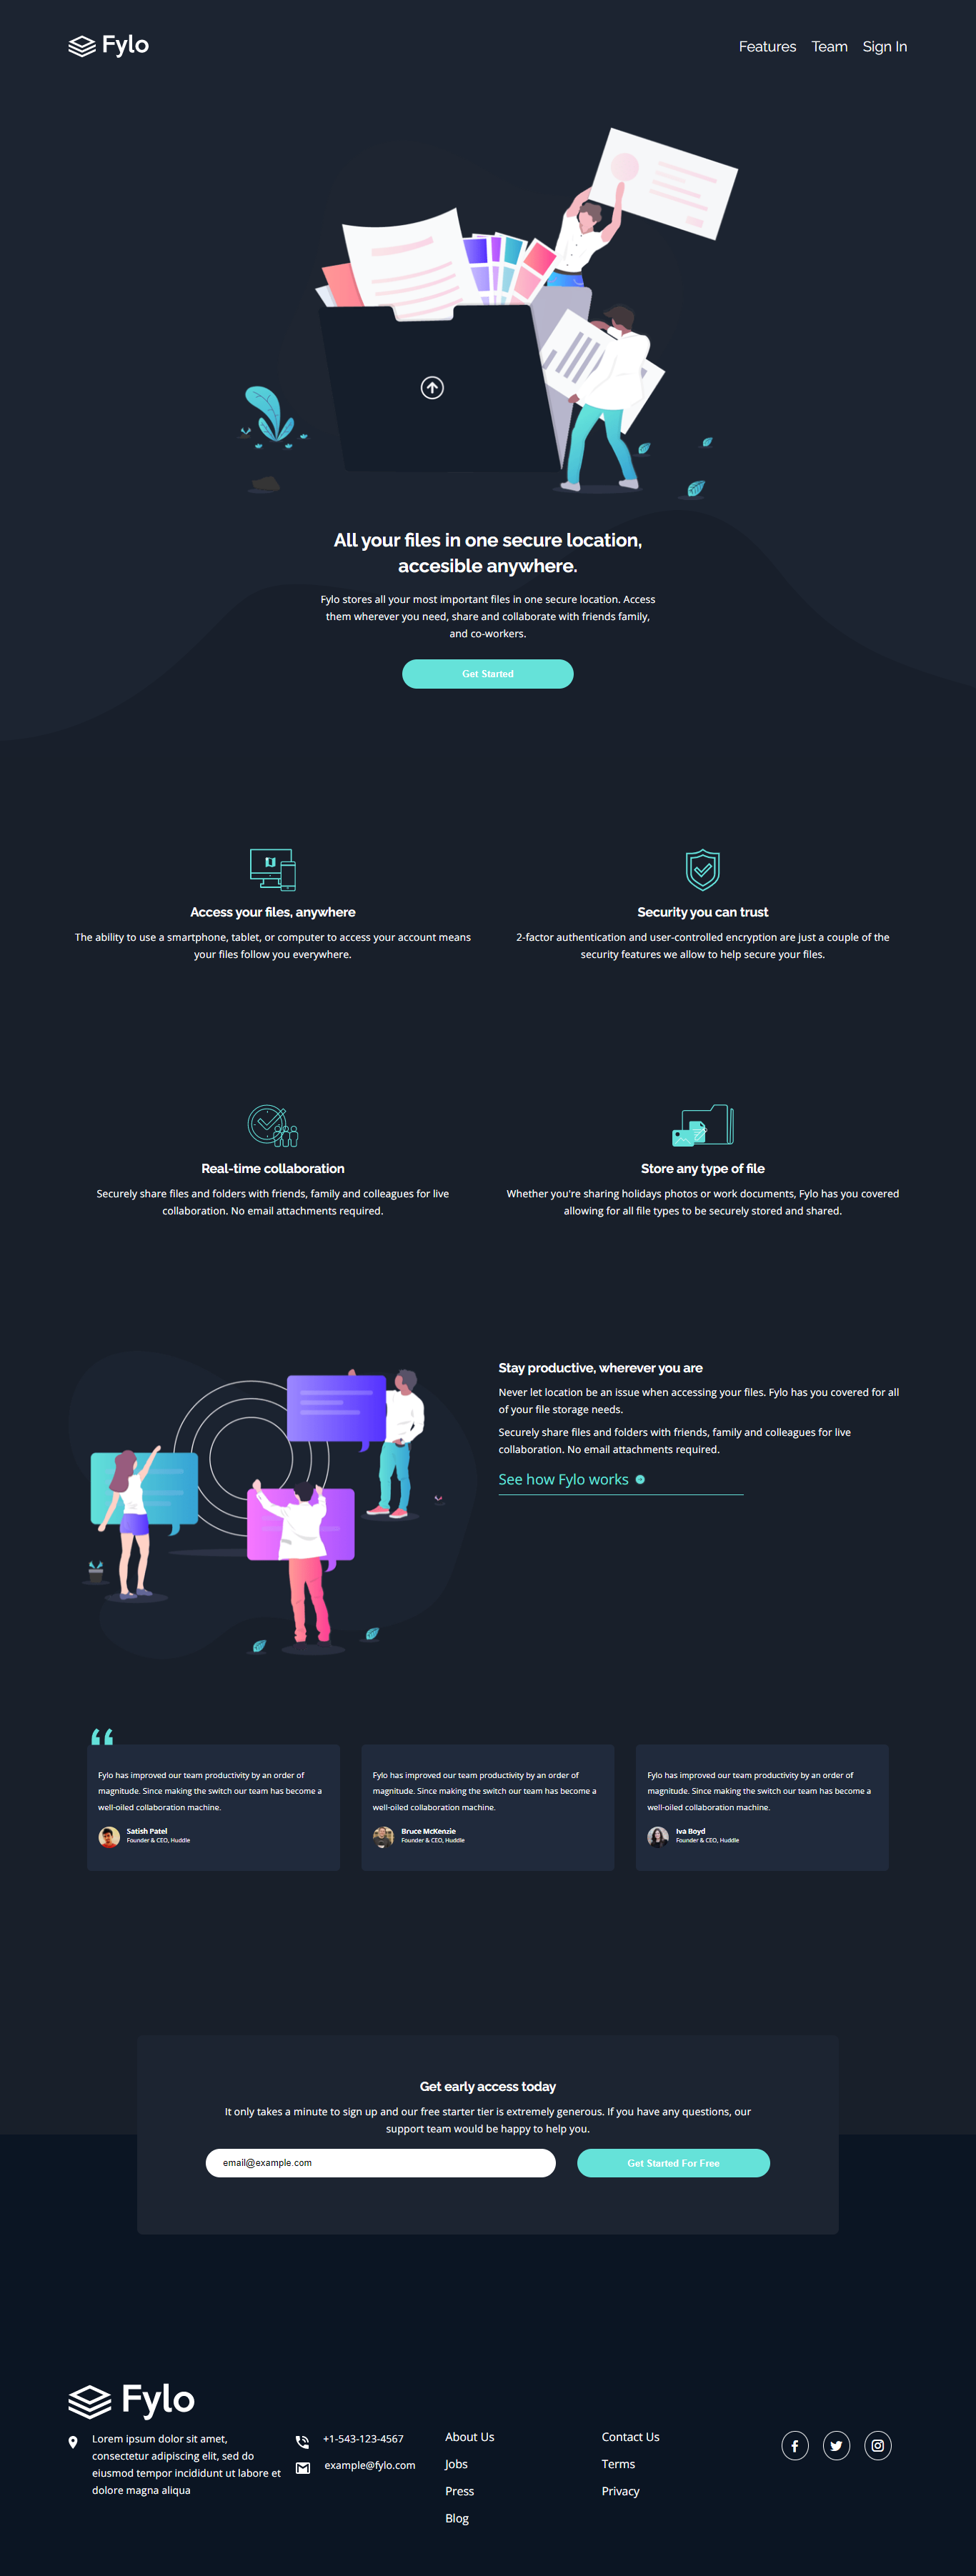 Fylo
Features Team Sign In
All your files in one secure location,
accesible anywhere.
Fylo stores all your most important files in one secure location. Access
them wherever you need, share and collaborate with friends family,
and co-workers.
Get Started
Access your files, anywhere
The ability to use a smartphone, tablet, or computer to access your account means
your files follow you everywhere.
Security you can trust
2-factor authentication and user-controlled encryption are just a couple of the
security features we allow to help secure your files.
Real-time collaboration
Securely share files and folders with friends, family and colleagues for live
collaboration. No email attachments required.
Store any type of file
Whether you're sharing holidays photos or work documents, Fylo has you covered
allowing for all file types to be securely stored and shared.
Stay productive, wherever you are
Never let location be an issue when accessing your files. Fylo has you covered for all
of your file storage needs.
Securely share files and folders with friends, family and colleagues for live
collaboration. No email attachments required.
See how Fylo works
Fylo has improved our team productivity by an order of
magnitude. Since making the switch our team has become a
well-oiled collaboration machine.
Satish Patel
Founder & CEO, Huddle
Fylo has improved our team productivity by an order of
magnitude. Since making the switch our team has become a
well-oiled collaboration machine.
Bruce McKenzie
Founder & CEO, Huddle
Fylo has improved our team productivity by an order of
magnitude. Since making the switch our team has become a
well-oiled collaboration machine.
Iva Boyd
Founder & CEO, Huddle
Get early access today
It only takes a minute to sign up and our free starter tier is extremely generous. If you have any questions, our
support team would be happy to help you.
email@example.com
Get Started For Free
Fylo
Lorem ipsum dolor sit amet,
consectetur adipiscing elit, sed do
eiusmod tempor incididunt ut labore et
dolore magna aliqua
+1-543-123-4567
example@fylo.com
About Us
Jobs
Press
Blog
Contact Us
Terms
Privacy